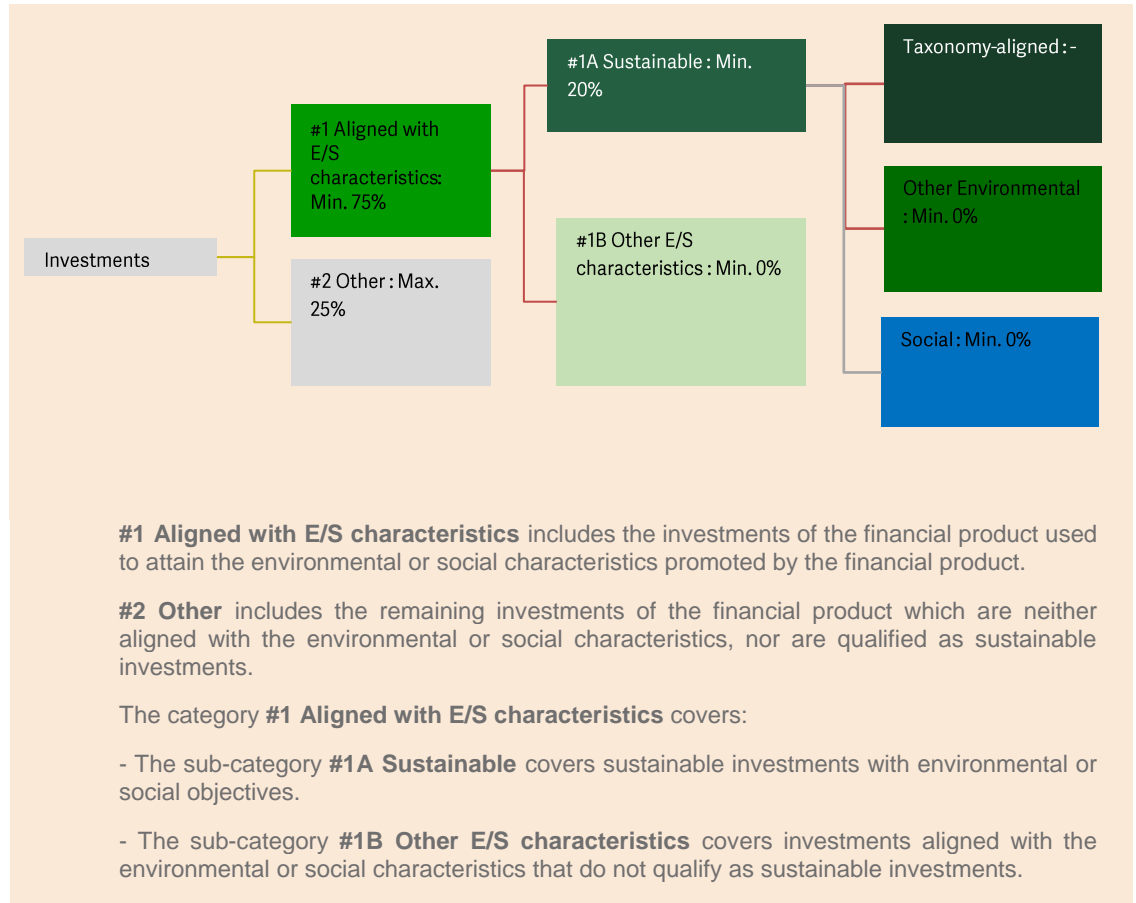 Investments
#1 Aligned with
E/S
characteristics:
Min. 75%
#2 Other : Max.
25%
#1A Sustainable : Min.
20%
#1B Other E/S
characteristics : Min. 0%
Taxonomy-aligned : -
Other Environmental
: Min. 0%
Social : Min. 0%
#1 Aligned with E/S characteristics includes the investments of the financial product used
to attain the environmental or social characteristics promoted by the financial product.
#2 Other includes the remaining investments of the financial product which are neither
aligned with the environmental or social characteristics, nor are qualified as sustainable
investments.
The category #1 Aligned with E/S characteristics covers:
- The sub-category #1A Sustainable covers sustainable investments with environmental or
social objectives.
- The sub-category #1B Other E/S characteristics covers investments aligned with the
environmental or social characteristics that do not qualify as sustainable investments.